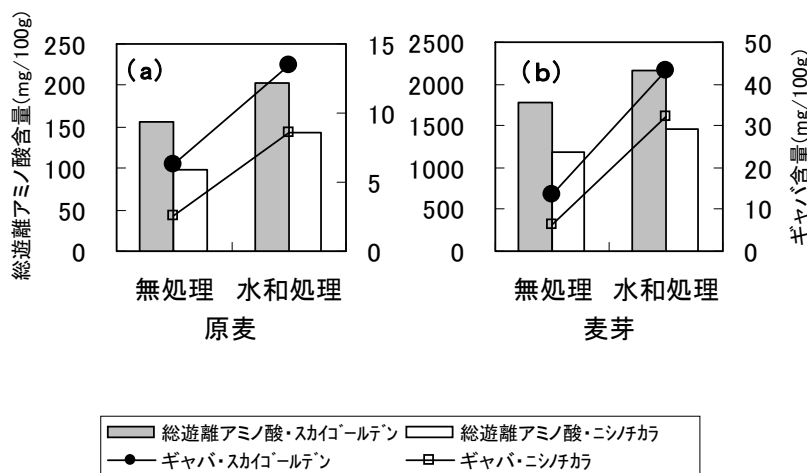 総遊離アミノ酸含量(mg/100g)
250
200
150
100
50
0
(a)
15
10
5
0
無処理 水和処理
原麦
2500
2000
1500
1000
500
0
(b)
50
40
30
20
10
0
ギャバ含量(mg/100g)
無処理 水和処理
麦芽
総遊離アミノ酸・スカイゴールデン 総遊離アミノ酸・ニシノチカラ
ギャバ・スカイゴールデン ギャバ・ニシノチカラ